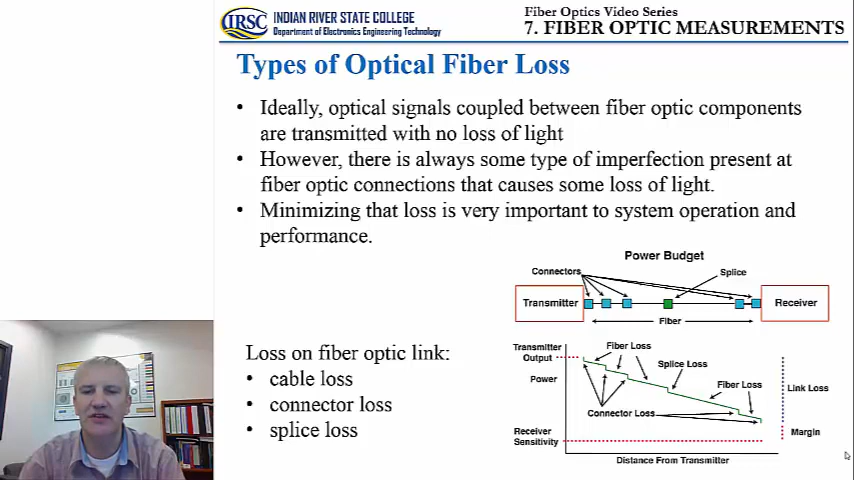 IRSC
INDIAN RIVER STATE COLLEGE
Department of Electronics Engineering Technology
Fiber Optics Video Series
7. FIBER OPTIC MEASUREMENTS
Types of Optical Fiber Loss
• Ideally, optical signals coupled between fiber optic components
are transmitted with no loss of light
• However, there is always some type of imperfection present at
fiber optic connections that causes some loss of light.
• Minimizing that loss is very important to system operation and
performance.
Loss on fiber optic link:
• cable loss
• connector loss
• splice loss
Power Budget
Connectors
Splice
Transmitter
Receiver
Fiber
Transmitter
Output
Fiber Loss
Power
Splice Loss
Fiber Loss
Link Loss
Connector Loss
Receiver
Sensitivity
Margin
Distance From Transmitter